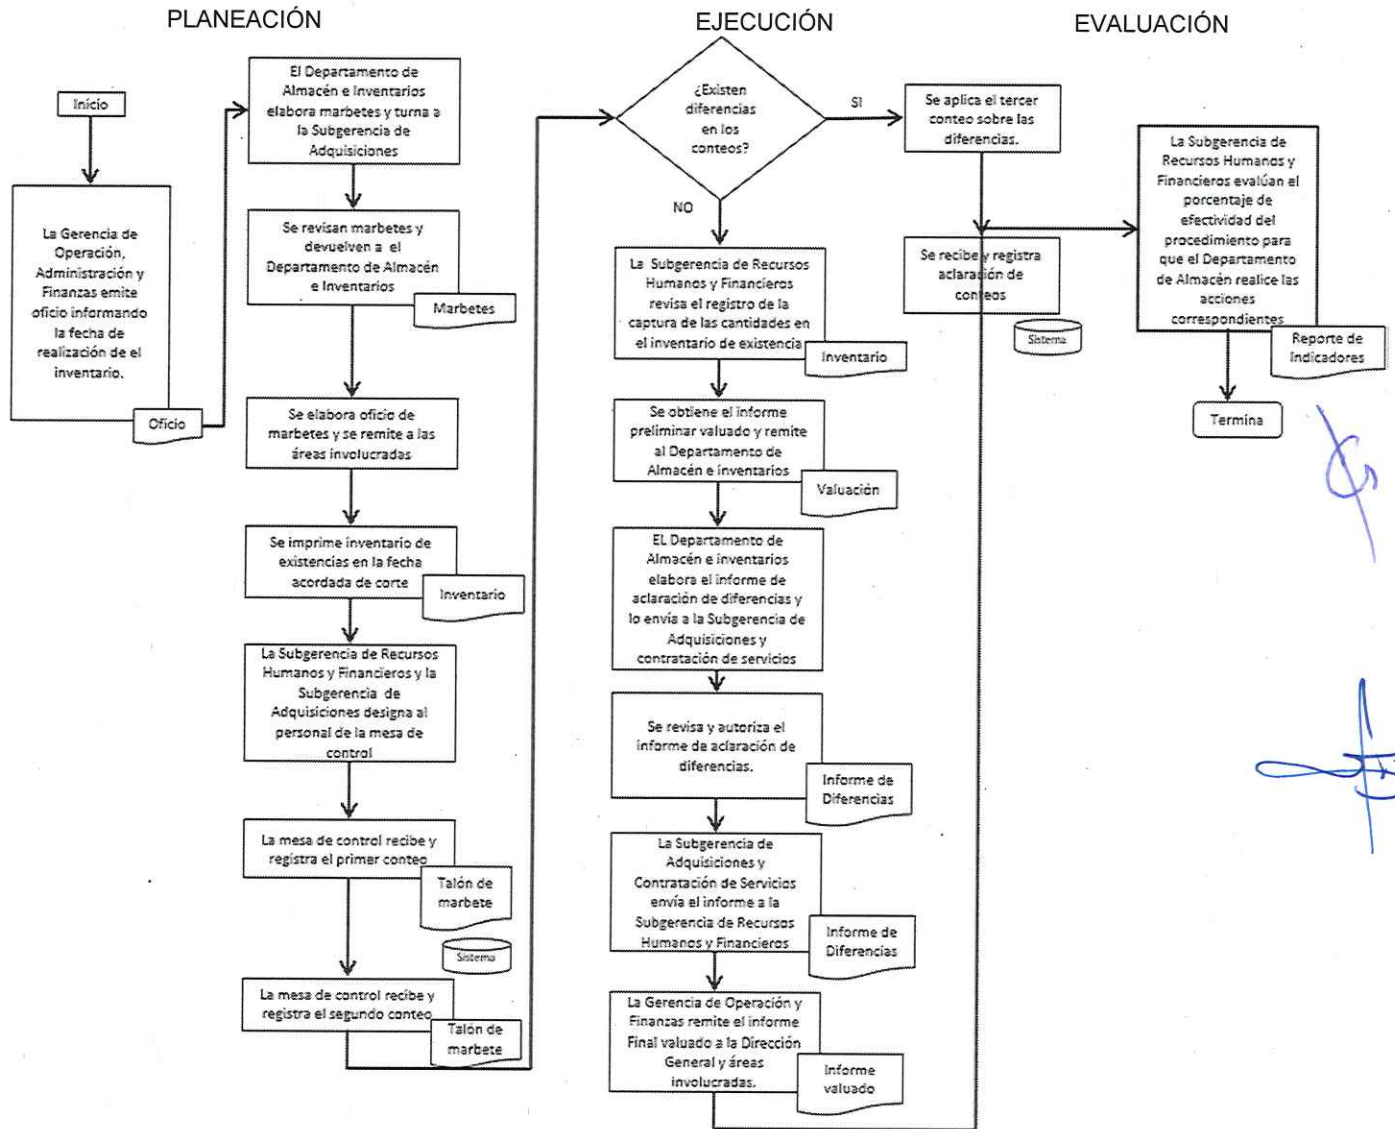 PLANEACIÓN
EJECUCIÓN
EVALUACIÓN
Inicio
La Gerencia de
Operación,
Administración y
Finanzas emite
oficio informando
la fecha de
realización de el
inventario.
Oficio
El Departamento de
Almacén e Inventarios
elabora marbetes y turna a
la Subgerencia de
Adquisiciones
Se revisan marbetes y
devuelven a el
Departamento de Almacén
e Inventarios
Marbetes
Se elabora oficio de
marbetes y se remite a las
áreas involucradas
Se imprime inventario de
existencias en la fecha
acordada de corte
Inventario
La Subgerencia de Recursos
Humanos y Financieros y la
Subgerencia de
Adquisiciones designa al
personal de la mesa de
control
La mesa de control recibe y
registra el primer conteo
Talón de
marbete
Sistema
La mesa de control recibe y
registra el segundo conteo
Talón de
marbete
¿Existen
diferencias
en los
conteos?
SI
NO
La Subgerencia de Recursos
Humanos y Financieros
revisa el registro de la
captura de las cantidades en
el inventario de existencia
Inventario
Se obtiene el informe
preliminar valuado y remite
al Departamento de
Almacén e inventarios
Valuación
EL Departamento de
Almacén e inventarios
elabora el informe de
aclaración de diferencias y
lo envía a la Subgerencia de
Adquisiciones y
contratación de servicios
Se revisa y autoriza el
informe de aclaración de
diferencias.
Informe de
Diferencias
La Subgerencia de
Adquisiciones y
Contratación de Servicios
envía el informe a la
Subgerencia de Recursos
Humanos y Financieros
Informe de
Diferencias
La Gerencia de Operación y
Finanzas remite el informe
Final valuado a la Dirección
General y áreas
involucradas.
Informe
valuado
Se aplica el tercer
conteo sobre las
diferencias.
Se recibe y registra
aclaración de
conteos
Sistema
La Subgerencia de
Recursos Humanos y
Financieros evalúan el
porcentaje de
efectividad del
procedimiento para
que el Departamento
de Almacén realice las
acciones
correspondientes
Reporte de
Indicadores
Termina